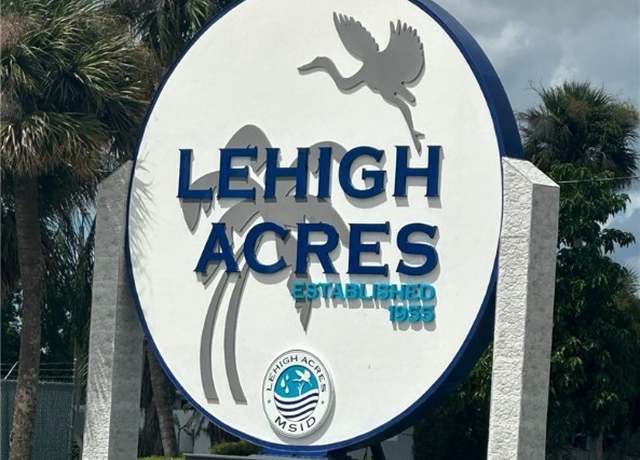 LEHIGH
ACRES
ESTABLISHED
1955
LEHIGH ACRES
MSID